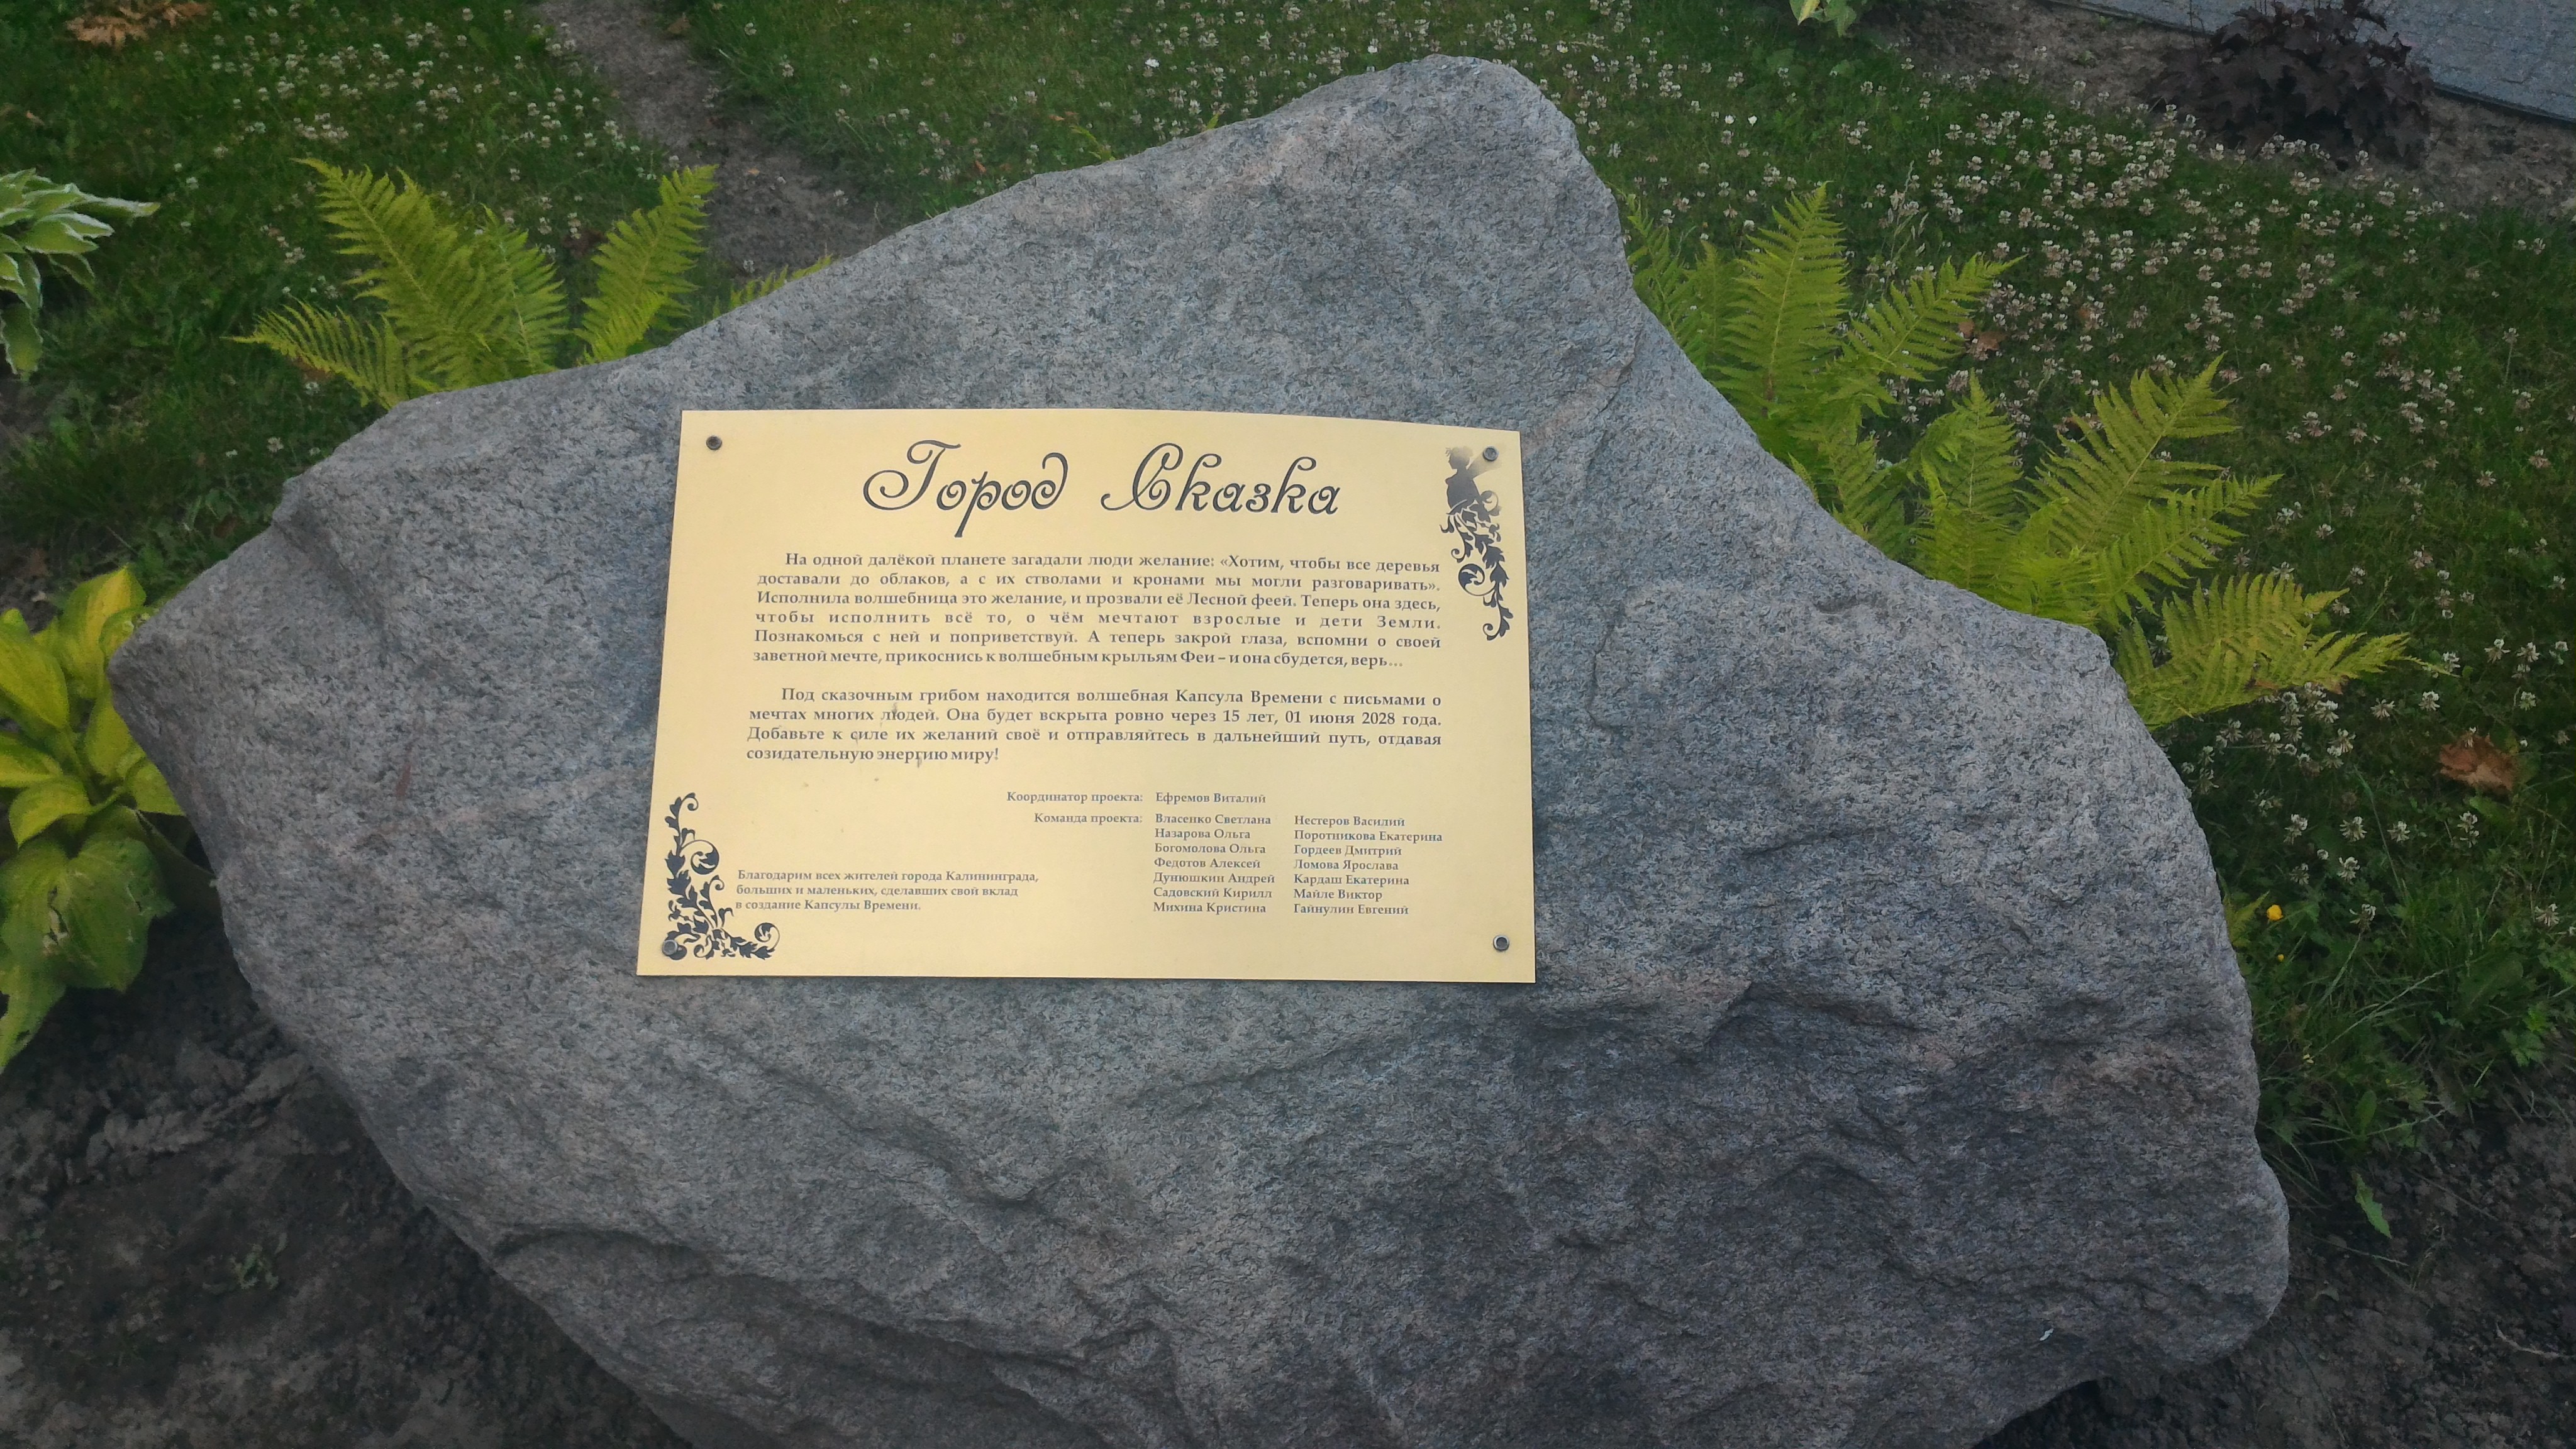 Город Сказка
На одной далёкой планете загадали люди желание: «Хотим, чтобы все деревья
доставали до облаков, а с их стволами и кронами мы могли разговаривать».
Исполнила волшебница это желание, и прозвали её Лесной феей. Теперь она здесь,
чтобы исполнить всё то, о чём мечтают взрослые и дети Земли.
Познакомься с ней и поприветствуй. А теперь закрой глаза, вспомни о своей
заветной мечте, прикоснись к волшебным крыльям Феи – и она сбудется, верь...
Под сказочным грибом находится волшебная Капсула Времени с письмами о
мечтах многих людей. Она будет вскрыта ровно через 15 лет, 01 июня 2028 года.
Добавьте к силе их желаний своё и отправляйтесь в дальнейший путь, отдавая
созидательную энергию миру!
Координатор проекта: Ефремов Виталий
Команда проекта: Власенко Светлана Нестеров Василий
Назарова Ольга Поротникова Екатерина
Богомолова Ольга Гордеев Дмитрий
Федотов Алексей Ломова Ярослава
Дунюшкин Андрей Кардаш Екатерина
Садовский Кирилл Майле Виктор
Михина Кристина Гайнулин Евгений
Благодарим всех жителей города Калининграда,
больших и маленьких, сделавших свой вклад
в создание Капсулы Времени.